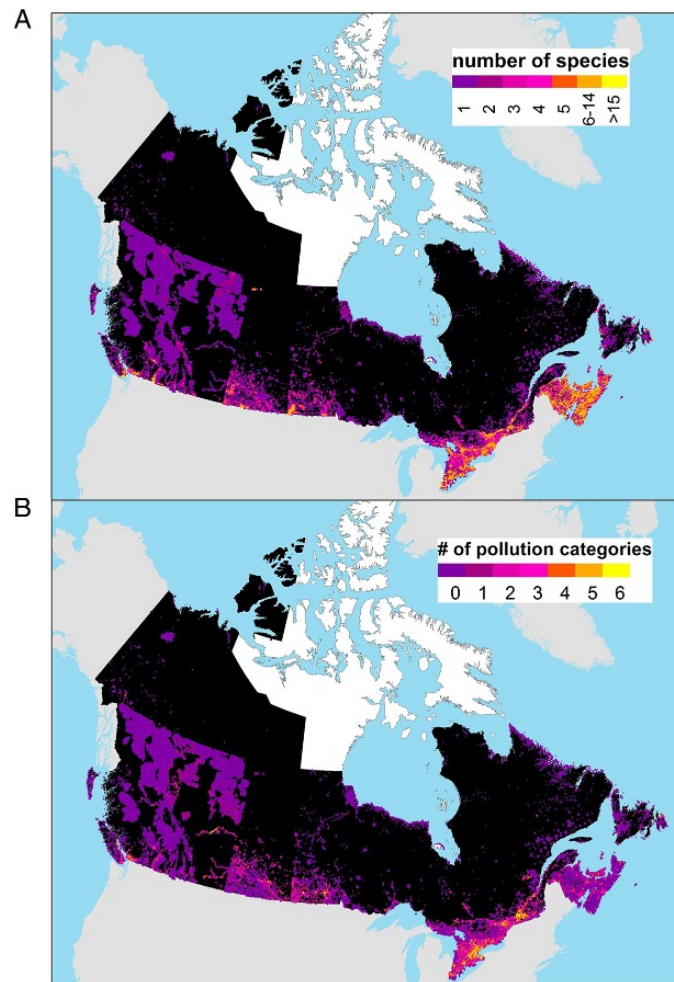 A
number of species
1 2 3 4 5 6-14 >15
B
# of pollution categories
0 1 2 3 4 5 6